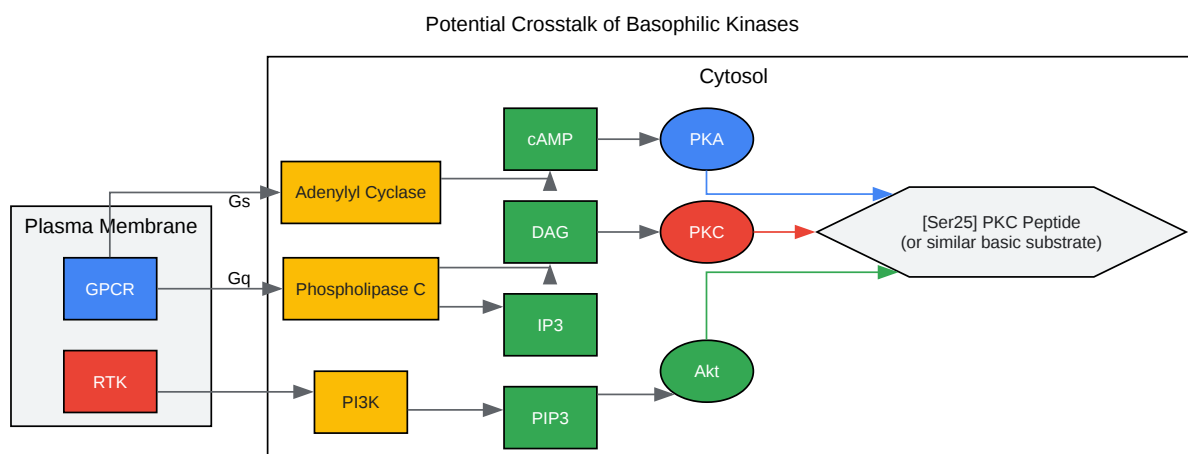 Potential Crosstalk of Basophilic Kinases
Cytosol
cAMP
PKA
Adenylyl Cyclase
Gs
Plasma Membrane
DAG
PKC
[Ser25] PKC Peptide
(or similar basic substrate)
GPCR
Gq
Phospholipase C
IP3
RTK
PI3K
PIP3
Akt